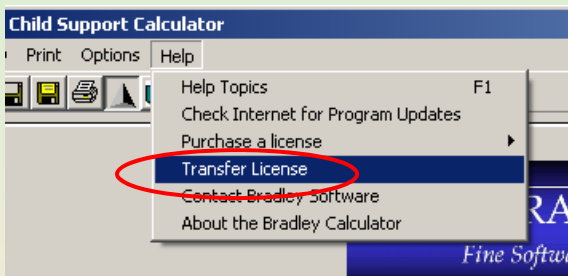 Child Support Calculator
Print Options Help
Help Topics F1
Check Internet for Program Updates
Purchase a license
Transfer License
Contact Bradley Software
About the Bradley Calculator
Fine